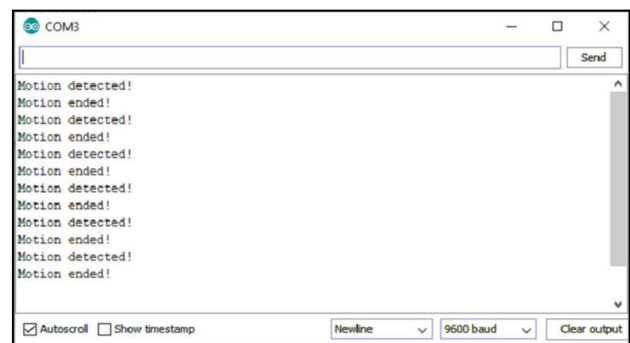 COM3
Send
Motion detected!
Motion ended!
Motion detected!
Motion ended!
Motion detected!
Motion ended!
Motion detected!
Motion ended!
Motion detected!
Motion ended!
Motion detected!
Motion ended!
Autoscroll Show timestamp Newline 9600 baud Clear output